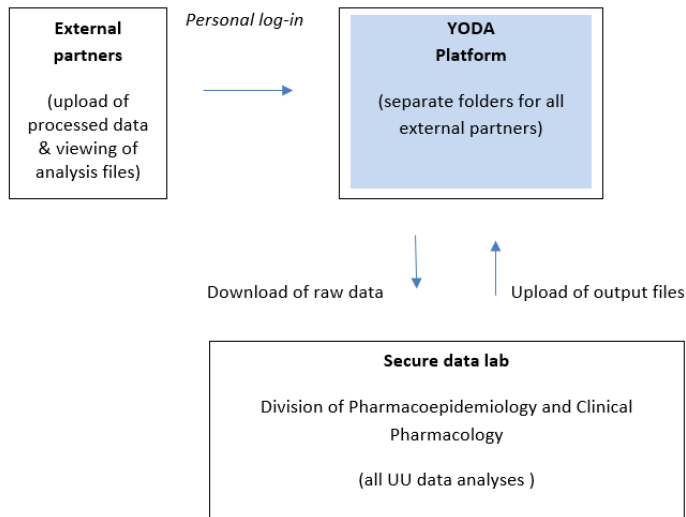 External
partners
(upload of
processed data
& viewing of
analysis files)
Personal log-in
YODA
Platform
(separate folders for all
external partners)
Download of raw data
Upload of output files
Secure data lab
Division of Pharmacoepidemiology and Clinical
Pharmacology
(all UU data analyses )